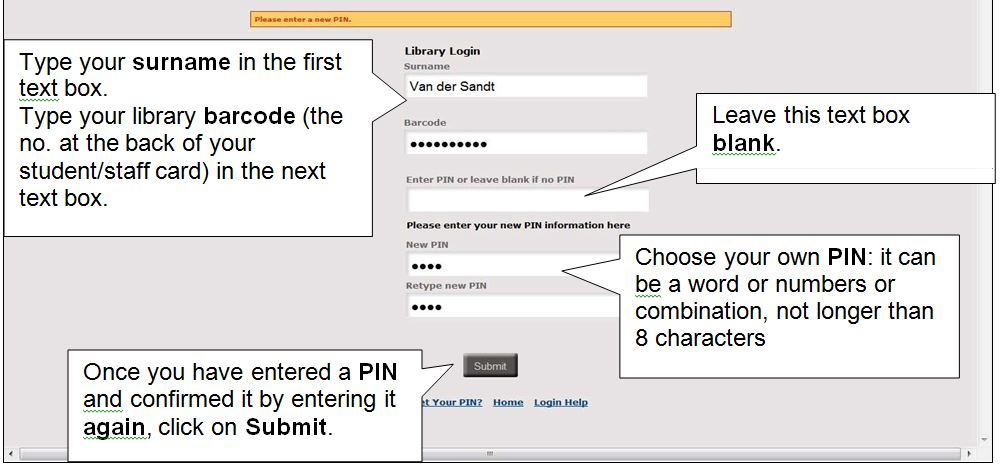 Please enter a new PIN.
Type your surname in the first
text box.
Type your library barcode (the
no. at the back of your
student/staff card) in the next
text box.
Library Login
Surname
Van der Sandt
Barcode
Leave this text box
blank.
Enter PIN or leave blank if no PIN
Please enter your new PIN information here
New PIN
Retype new PIN
Choose your own PIN: it can
be a word or numbers or
combination, not longer than
8 characters
Submit
Once you have entered a PIN
and confirmed it by entering it
again, click on Submit.
Your PIN? Home Login Help